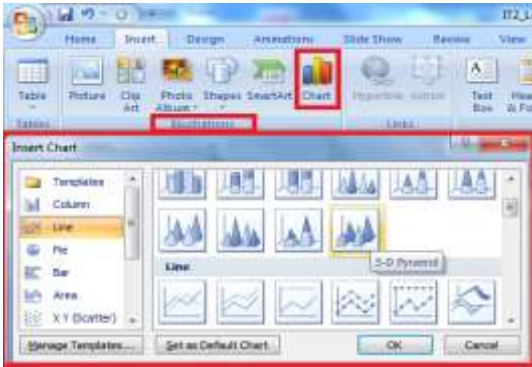 IT2_L
Home Insert Design Animations Slide Show Review View
Table Picture Clip Art Photo Album Shapes SmartArt Chart Hyperlink Action Text Box
Tables Illustrations Links
Insert Chart
Templates
Column
Line
Pie
Bar
Area
X Y (Scatter)
Line
3-D Pyramid
Manage Templates... Set as Default Chart OK Cancel